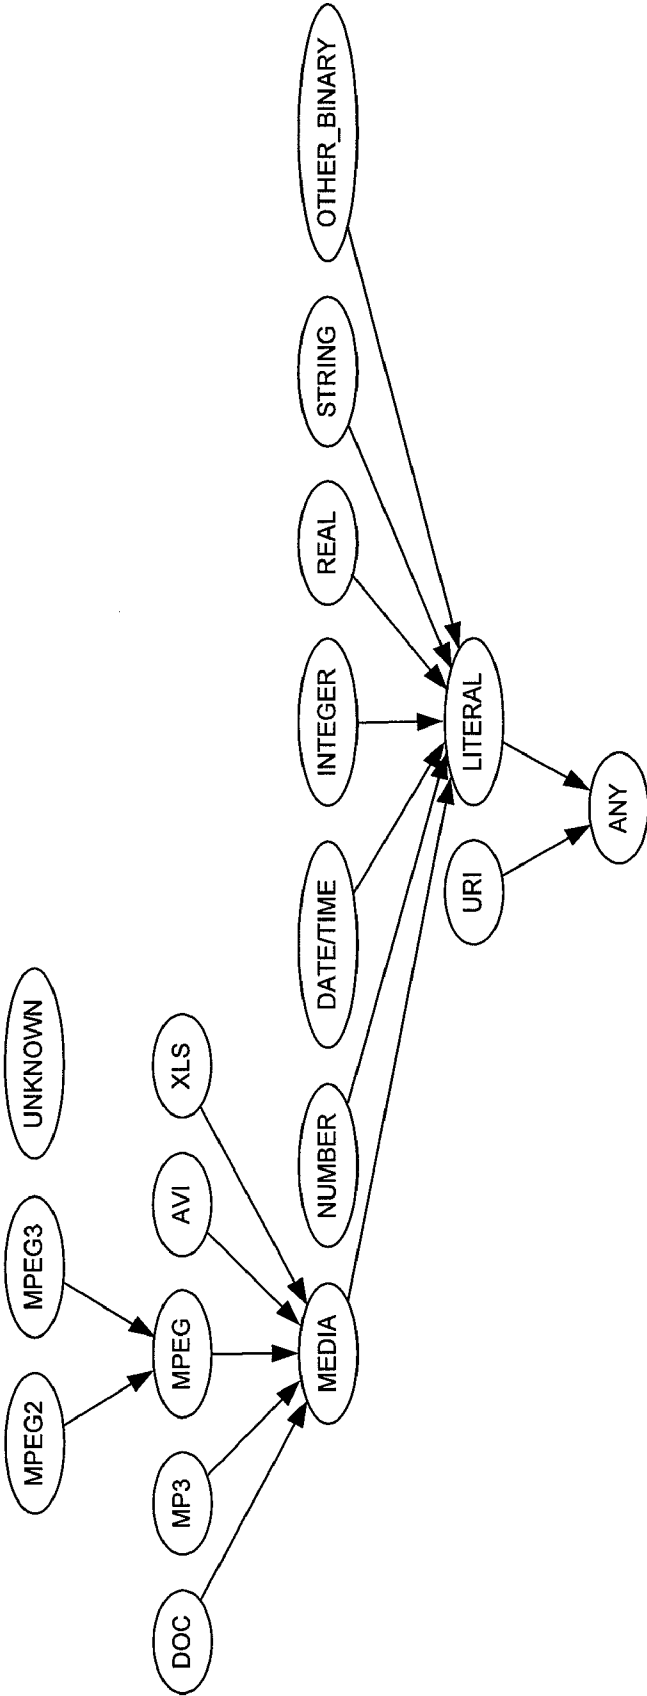 MPEG2
MPEG3
UNKNOWN
DOC
MP3
MPEG
AVI
XLS
MEDIA
NUMBER
DATE/TIME
INTEGER
REAL
STRING
OTHER_BINARY
URI
LITERAL
ANY